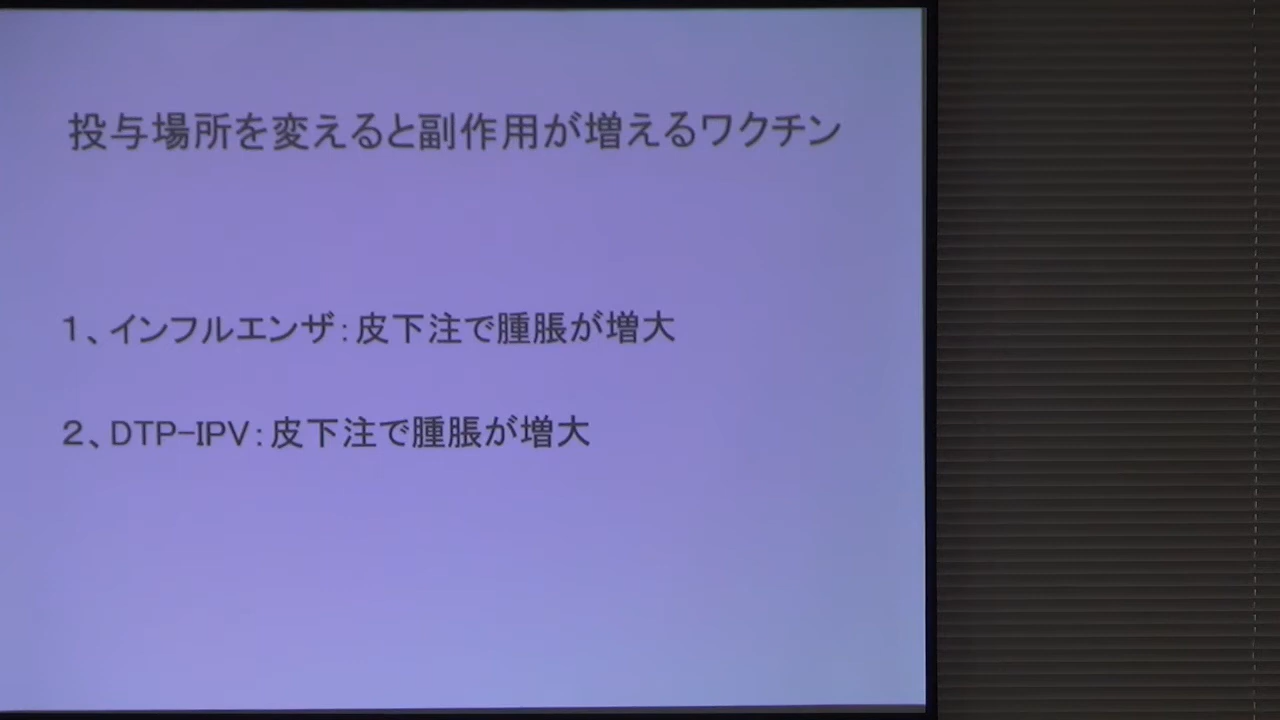 投与場所を変えると副作用が増えるワクチン
1、インフルエンザ：皮下注で腫脹が増大
2、DTP-IPV：皮下注で腫脹が増大